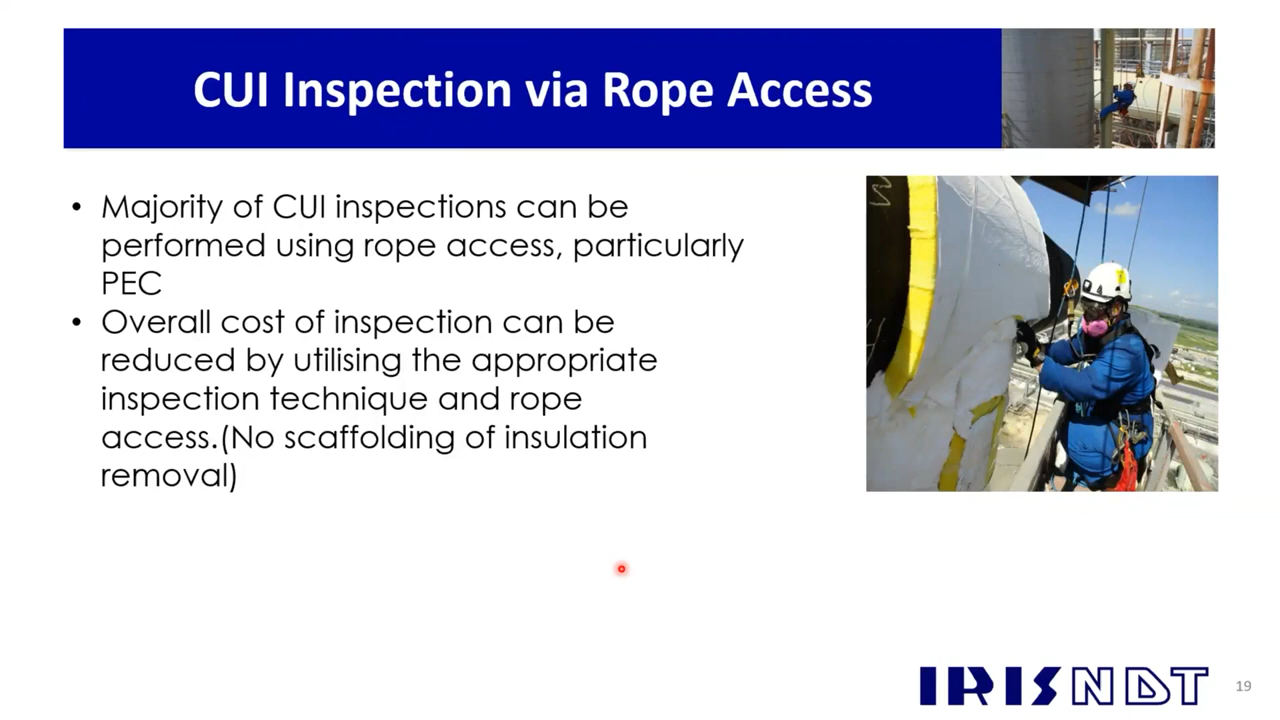 CUI Inspection via Rope Access
• Majority of CUI inspections can be
performed using rope access, particularly
PEC
• Overall cost of inspection can be
reduced by utilising the appropriate
inspection technique and rope
access.(No scaffolding of insulation
removal)
IRISNDT
19